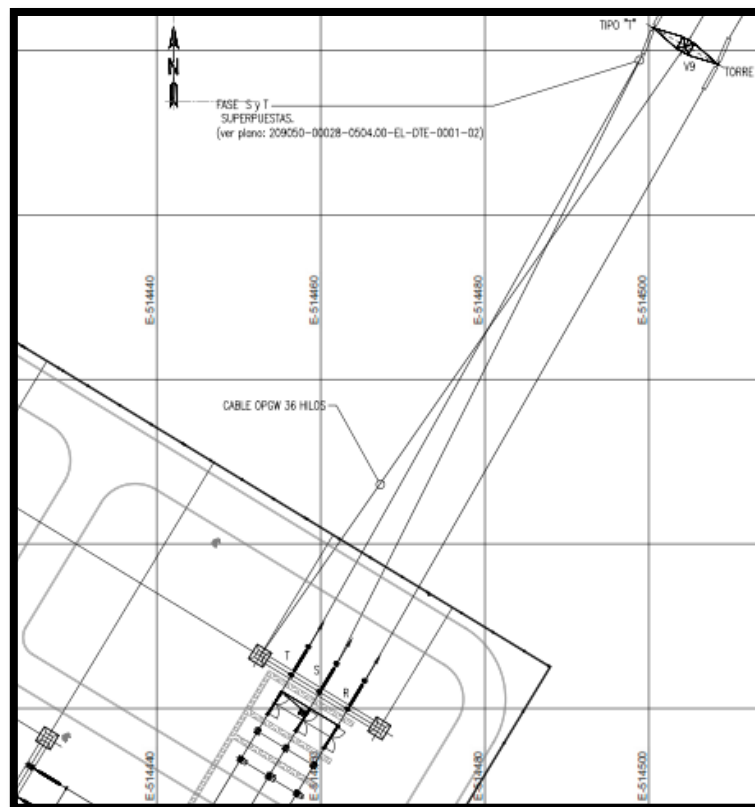 TIPO "T"
N
V9
TORRE
FASE S y T
SUPERPUESTAS.
(ver plano: 209050-00028-0504.00-EL-DTE-0001-02)
E-514440
E-514460
E-514480
E-514500
CABLE OPGW 36 HILOS
T
S
R
E-514440
E-514480
E-514500